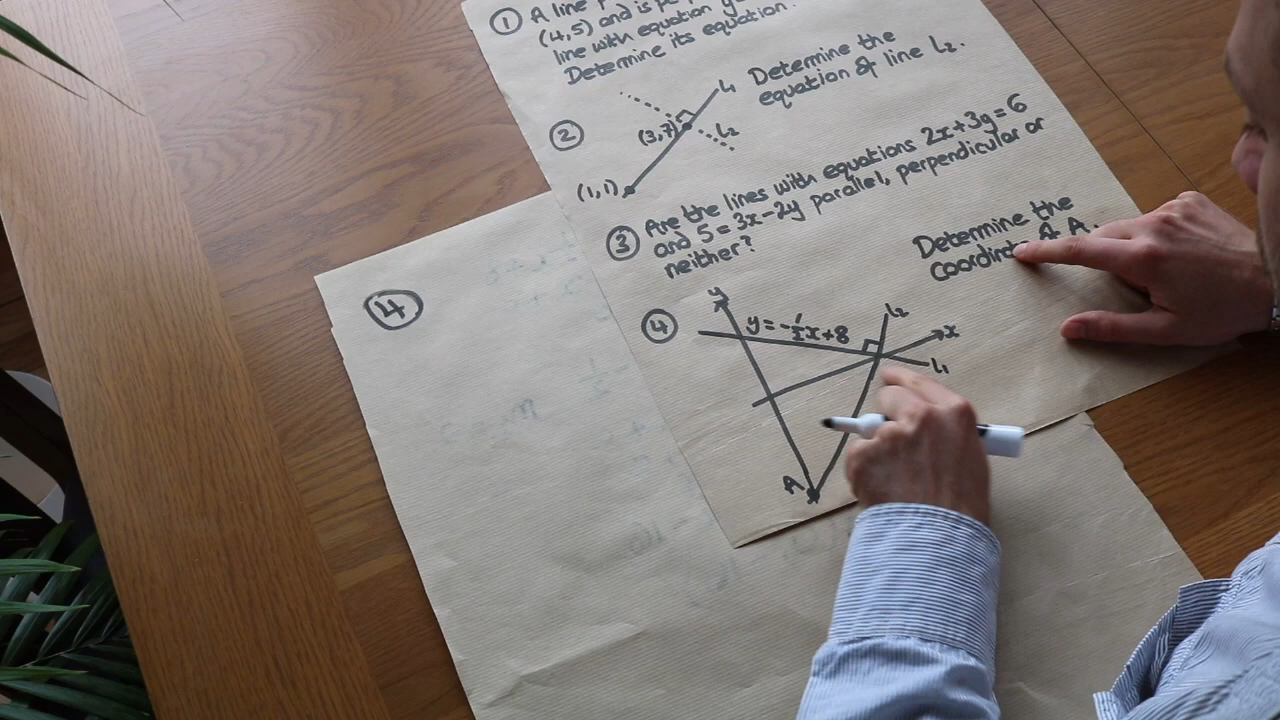 ① A line
(4,5) and is
line with equation y=
Determine its equation.
② (1,1) (3,7) L₁ L₂ Determine the
equation of line L₂.
③ Are the lines with equations 2x+3y=6
and 5=3x-2y parallel, perpendicular or
neither?
④ y y=-½x+8 L₂ x L₁ A
Determine the
coordinates of A.
④